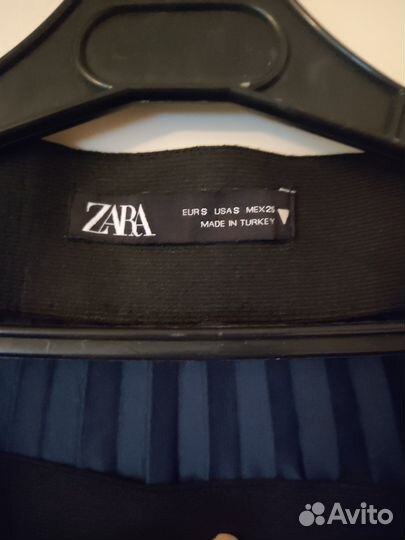 ZARA
EUR S USA S MEX 26
MADE IN TURKEY
Avito